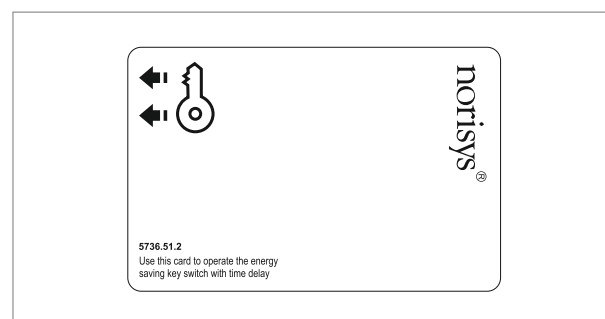 norisys®
5736.51.2
Use this card to operate the energy
saving key switch with time delay